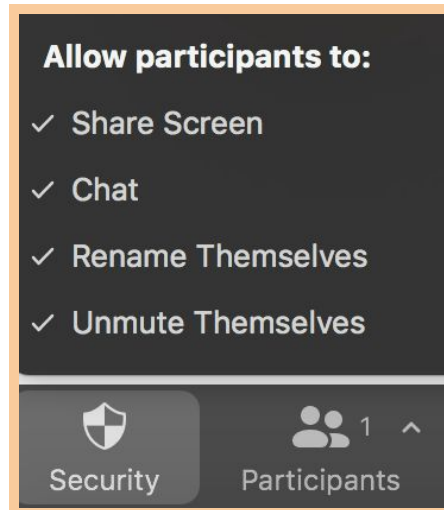 Allow participants to:
Share Screen
Chat
Rename Themselves
Unmute Themselves
1
Security Participants